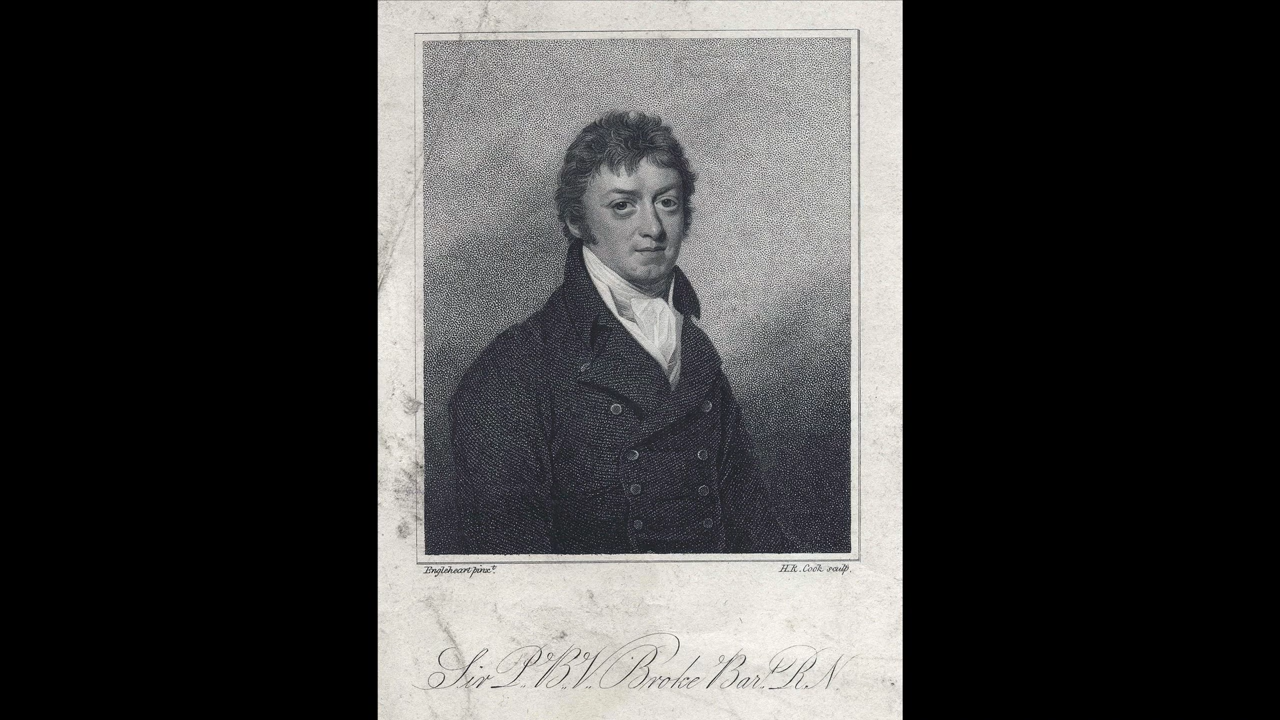 Engleheart pinx.t
H.R. Cook sculp.
Sir P. B. V. Broke Bar.t R. N.